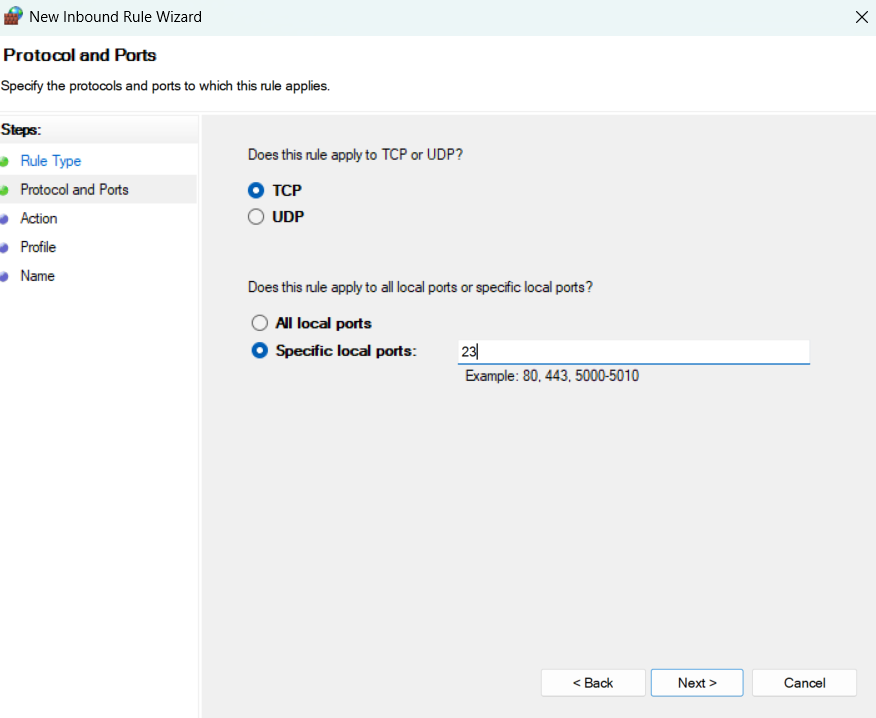 New Inbound Rule Wizard
Protocol and Ports
Specify the protocols and ports to which this rule applies.
Steps:
Rule Type
Protocol and Ports
Action
Profile
Name
Does this rule apply to TCP or UDP?
TCP
UDP
Does this rule apply to all local ports or specific local ports?
All local ports
Specific local ports: 23
Example: 80, 443, 5000-5010
< Back Next > Cancel